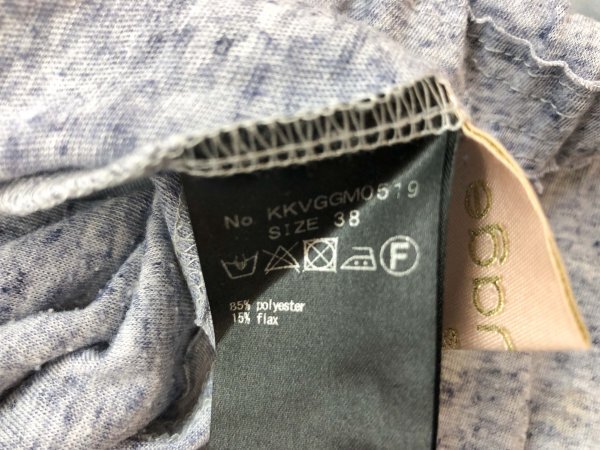 No KKVGGM0519
SIZE 38
F
85% polyester
15% flax